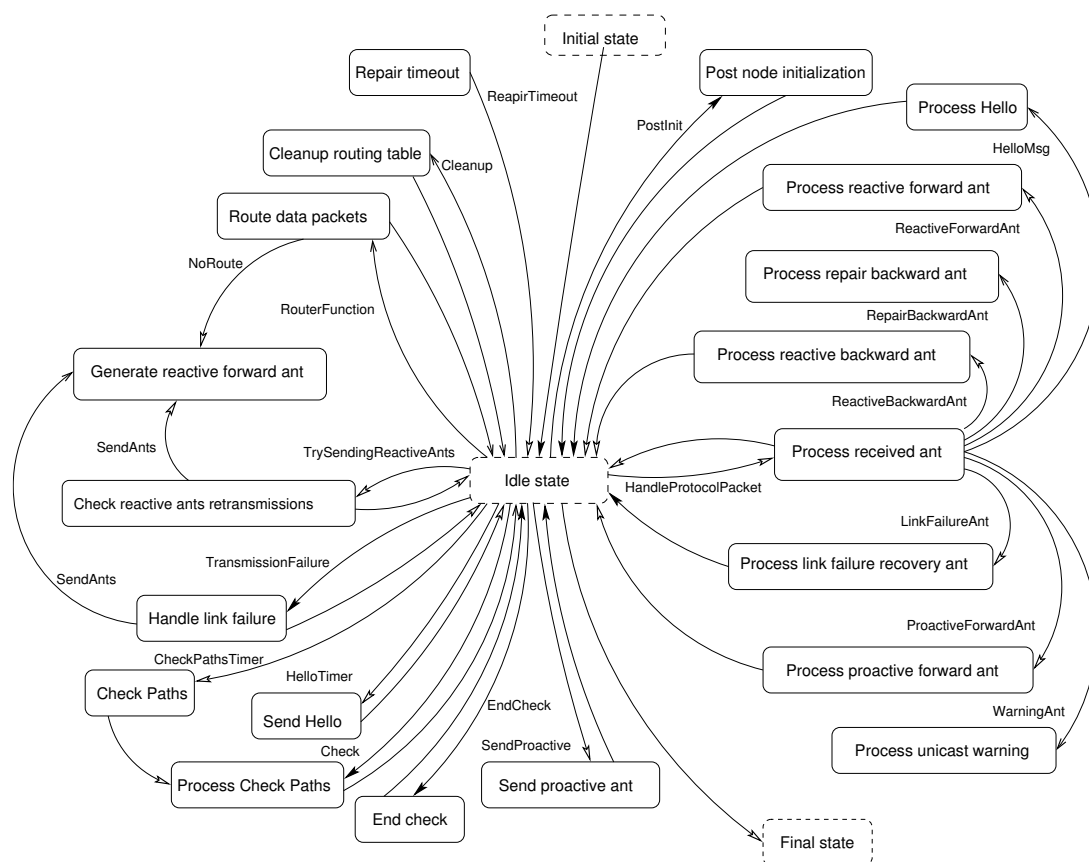 Initial state
Repair timeout
Post node initialization
ReapirTimeout
Process Hello
PostInit
Cleanup routing table
Cleanup
HelloMsg
Process reactive forward ant
Route data packets
ReactiveForwardAnt
NoRoute
Process repair backward ant
RouterFunction
RepairBackwardAnt
Process reactive backward ant
Generate reactive forward ant
ReactiveBackwardAnt
SendAnts
TrySendingReactiveAnts
Process received ant
Idle state
HandleProtocolPacket
Check reactive ants retransmissions
LinkFailureAnt
TransmissionFailure
Process link failure recovery ant
SendAnts
Handle link failure
ProactiveForwardAnt
CheckPathsTimer
Process proactive forward ant
HelloTimer
Check Paths
EndCheck
WarningAnt
Send Hello
SendProactive
Check
Process unicast warning
Process Check Paths
Send proactive ant
End check
Final state